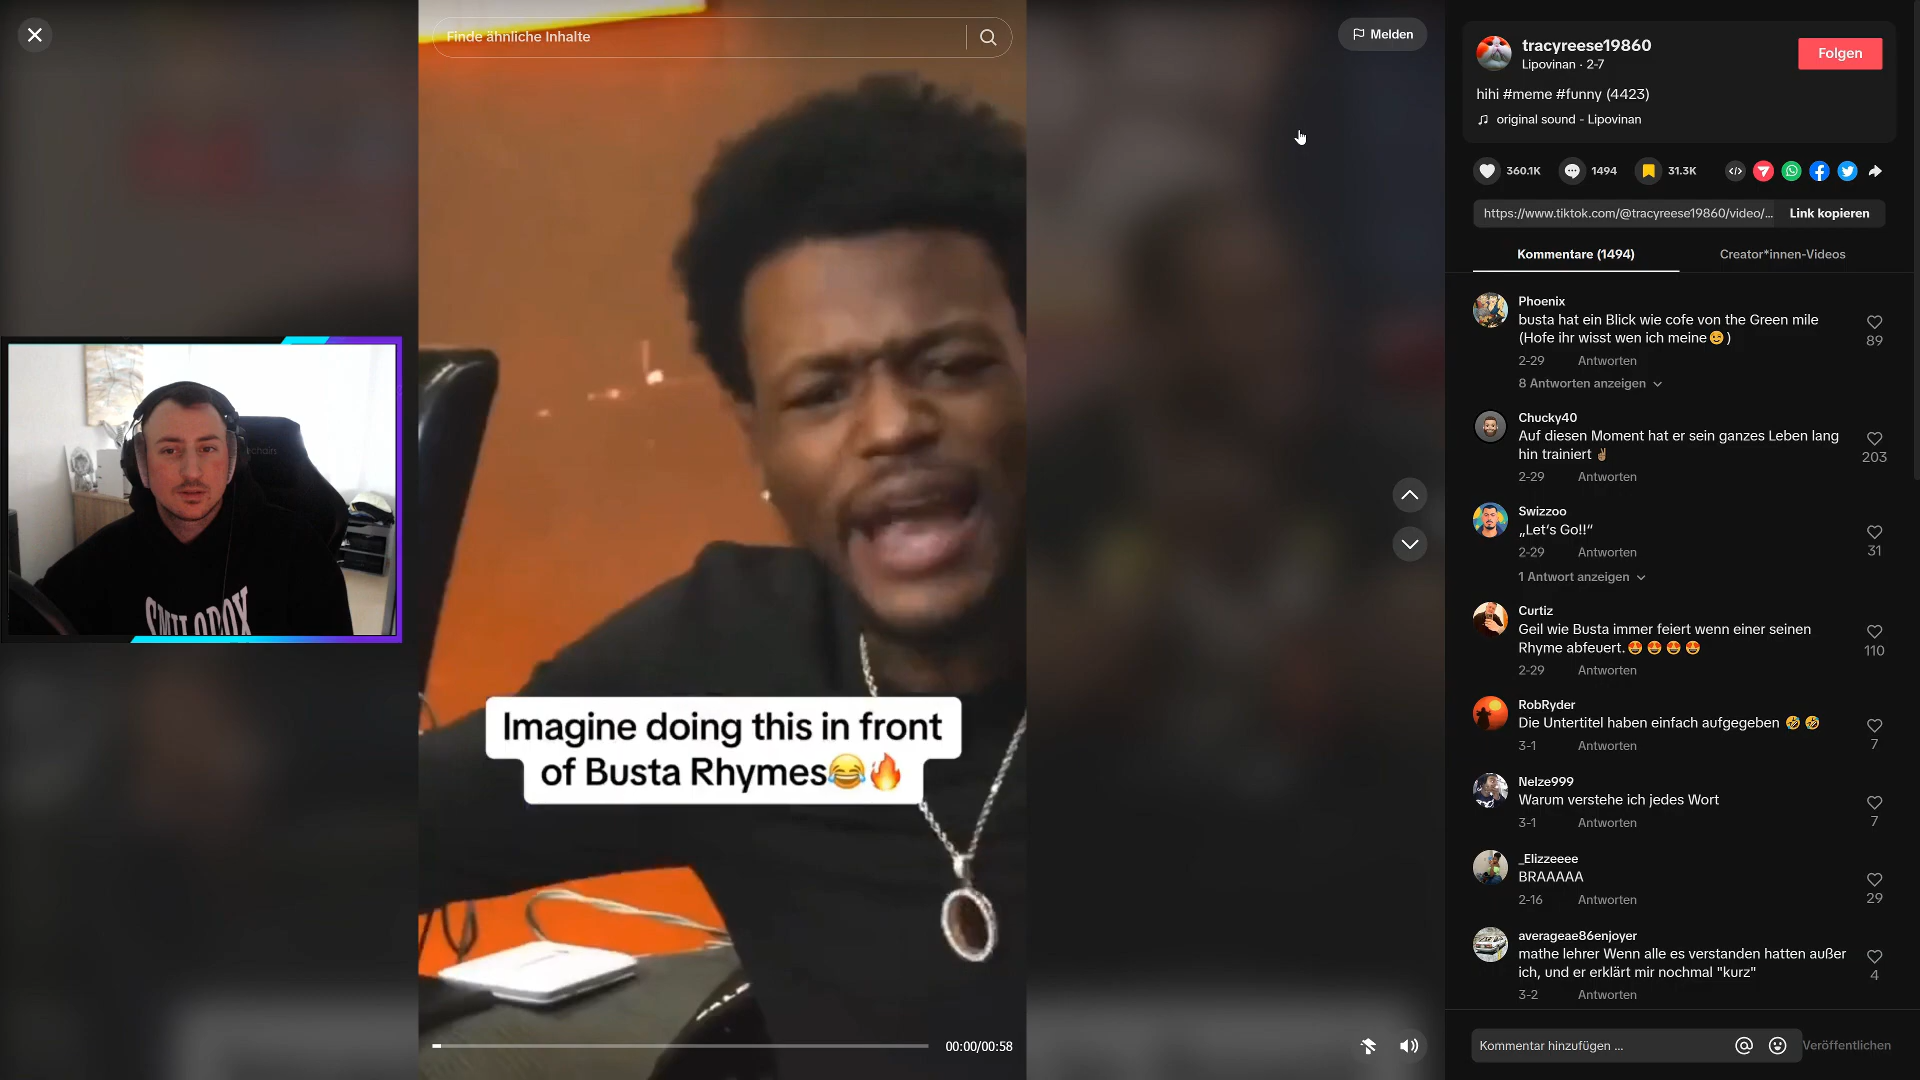 Finde ähnliche Inhalte
Melden
Imagine doing this in front
of Busta Rhymes😂🔥
00:00/00:58
SMILODOX
tracyreese19860
Lipovinan · 2-7
Folgen
hihi #meme #funny (4423)
original sound - Lipovinan
360.1K
1494
31.3K
https://www.tiktok.com/@tracyreese19860/video/...
Link kopieren
Kommentare (1494)
Creator*innen-Videos
Phoenix
busta hat ein Blick wie cofe von the Green mile
(Hofe ihr wisst wen ich meine😉)
89
2-29 Antworten
8 Antworten anzeigen
Chucky40
Auf diesen Moment hat er sein ganzes Leben lang
hin trainiert✌🏽
203
2-29 Antworten
Swizzoo
„Let's Go!!“
31
2-29 Antworten
1 Antwort anzeigen
Curtiz
Geil wie Busta immer feiert wenn einer seinen
Rhyme abfeuert.🤩🤩🤩🤩
110
2-29 Antworten
RobRyder
Die Untertitel haben einfach aufgegeben 🤣🤣
7
3-1 Antworten
Nelze999
Warum verstehe ich jedes Wort
7
3-1 Antworten
_Elizzeeee
BRAAAAA
29
2-16 Antworten
averageae86enjoyer
mathe lehrer Wenn alle es verstanden hatten außer
ich, und er erklärt mir nochmal "kurz"
4
3-2 Antworten
Kommentar hinzufügen ...
Veröffentlichen